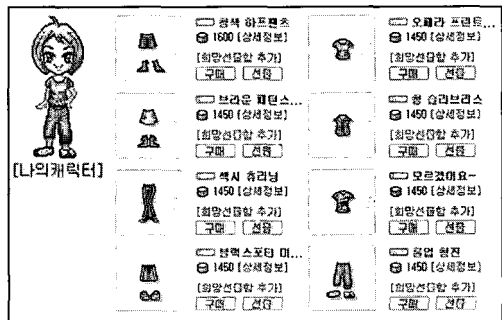 [나의캐릭터]
청색 하프팬츠
1600 [상세정보]
[희망선물함 추가]
구매 선물
브라운 패턴스...
1450 [상세정보]
[희망선물함 추가]
구매 선물
섹시 츄리닝
1450 [상세정보]
[희망선물함 추가]
구매 선물
블랙스포티 미...
1450 [상세정보]
[희망선물함 추가]
구매 선물
오페라 프린트...
1450 [상세정보]
[희망선물함 추가]
구매 선물
청 슬리브리스
1450 [상세정보]
[희망선물함 추가]
구매 선물
모르겠어요~
1450 [상세정보]
[희망선물함 추가]
구매 선물
1450 [상세정보]
[희망선물함 추가]
구매 선물